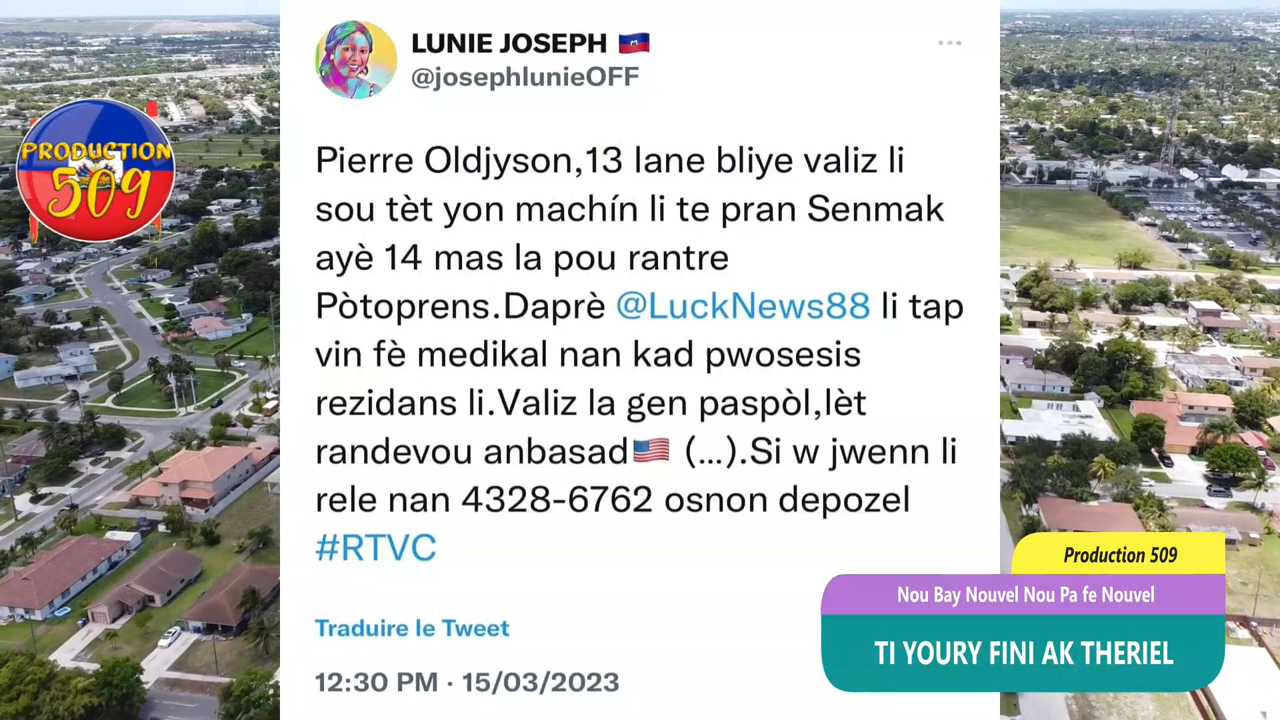 LUNIE JOSEPH
@josephlunieOFF
PRODUCTION
509
Pierre Oldjyson,13 lane bliye valiz li
sou tèt yon machín li te pran Senmak
ayè 14 mas la pou rantre
Pòtoprens.Daprè @LuckNews88 li tap
vin fè medikal nan kad pwosesis
rezidans li.Valiz la gen paspòl,lèt
randevou anbasad🇺🇸 (...).Si w jwenn li
rele nan 4328-6762 osnon depozel
#RTVC
Traduire le Tweet
12:30 PM · 15/03/2023
Production 509
Nou Bay Nouvel Nou Pa fe Nouvel
TI YOURY FINI AK THERIEL